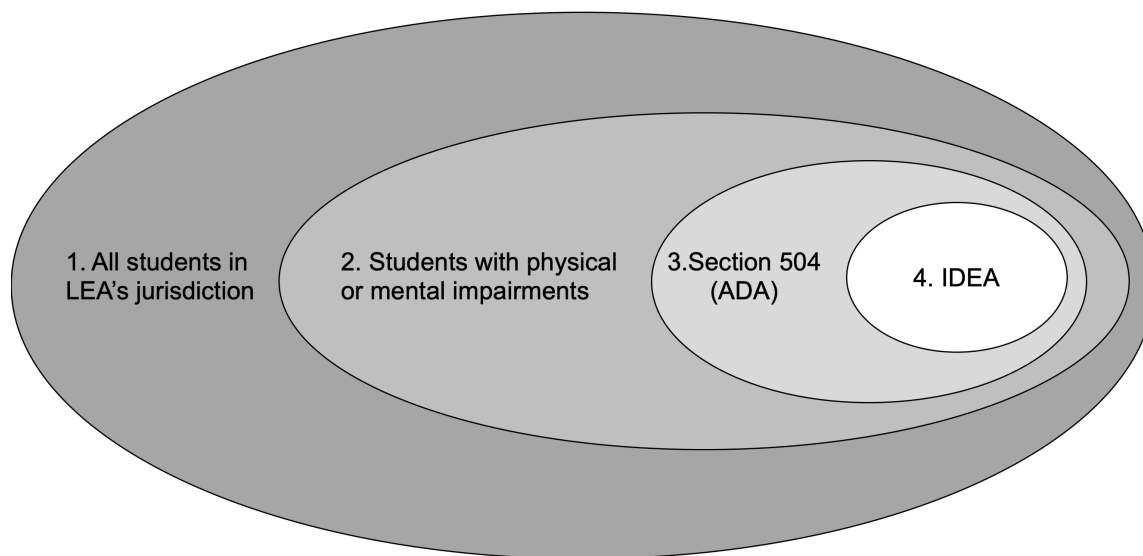 1. All students in
LEA's jurisdiction
2. Students with physical
or mental impairments
3.Section 504
(ADA)
4. IDEA